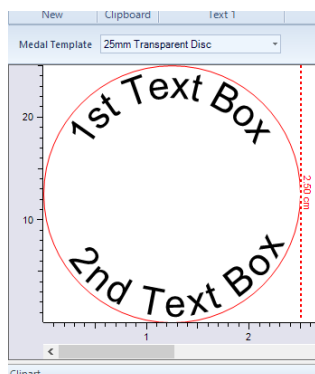 New Clipboard Text 1
Medal Template 25mm Transparent Disc
1st Text Box
20
2.50 cm
10
2nd Text Box
1 2
Clipart